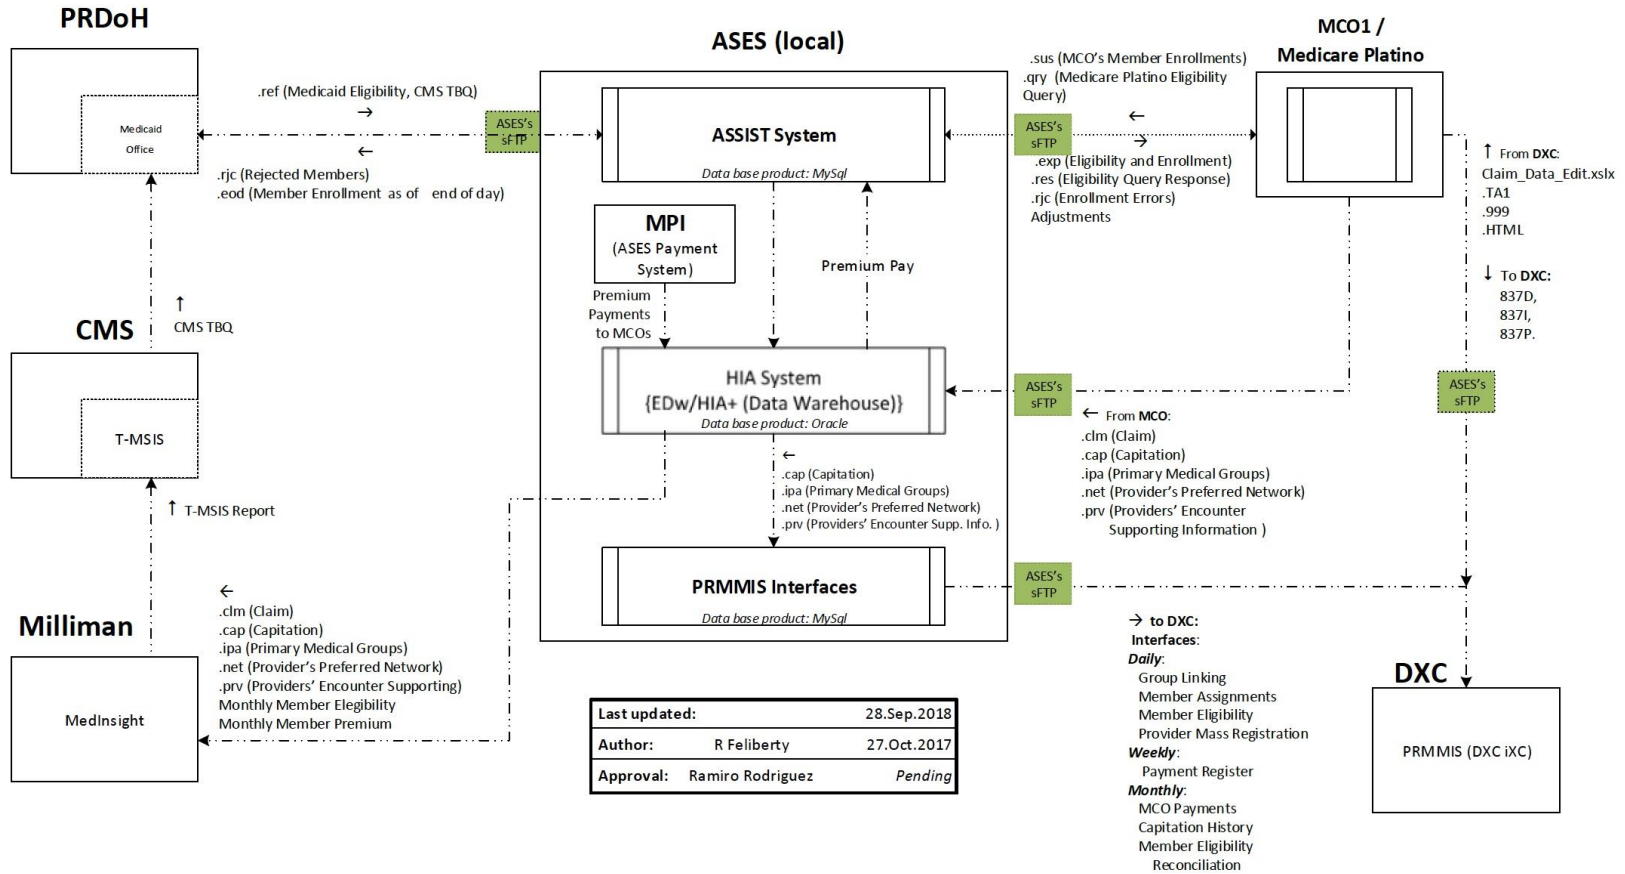 PRDoH
Medicaid
Office
.ref (Medicaid Eligibility, CMS TBQ)
→
←
.rjc (Rejected Members)
.eod (Member Enrollment as of end of day)
ASES's
sFTP
ASES (local)
ASSIST System
Data base product: MySql
MPI
(ASES Payment
System)
Premium
Payments
to MCOs
Premium Pay
HIA System
{EDw/HIA+ (Data Warehouse)}
Data base product: Oracle
←
.cap (Capitation)
.ipa (Primary Medical Groups)
.net (Provider's Preferred Network)
.prv (Providers' Encounter Supp. Info. )
PRMMIS Interfaces
Data base product: MySql
MCO1 /
Medicare Platino
.sus (MCO's Member Enrollments)
.qry (Medicare Platino Eligibility
Query)
←
ASES's
sFTP
→
.exp (Eligibility and Enrollment)
.res (Eligibility Query Response)
.rjc (Enrollment Errors)
Adjustments
↑ From DXC:
Claim_Data_Edit.xslx
.TA1
.999
.HTML
↓ To DXC:
837D,
837I,
837P.
ASES's
sFTP
ASES's
sFTP
← From MCO:
.clm (Claim)
.cap (Capitation)
.ipa (Primary Medical Groups)
.net (Provider's Preferred Network)
.prv (Providers' Encounter
Supporting Information )
ASES's
sFTP
→ to DXC:
Interfaces:
Daily:
Group Linking
Member Assignments
Member Eligibility
Provider Mass Registration
Weekly:
Payment Register
Monthly:
MCO Payments
Capitation History
Member Eligibility
Reconciliation
DXC
PRMMIS (DXC iXC)
↑
CMS TBQ
CMS
T-MSIS
↑ T-MSIS Report
Milliman
MedInsight
←
.clm (Claim)
.cap (Capitation)
.ipa (Primary Medical Groups)
.net (Provider's Preferred Network)
.prv (Providers' Encounter Supporting)
Monthly Member Elegibility
Monthly Member Premium
Last updated: 28.Sep.2018
Author: R Feliberty 27.Oct.2017
Approval: Ramiro Rodriguez Pending